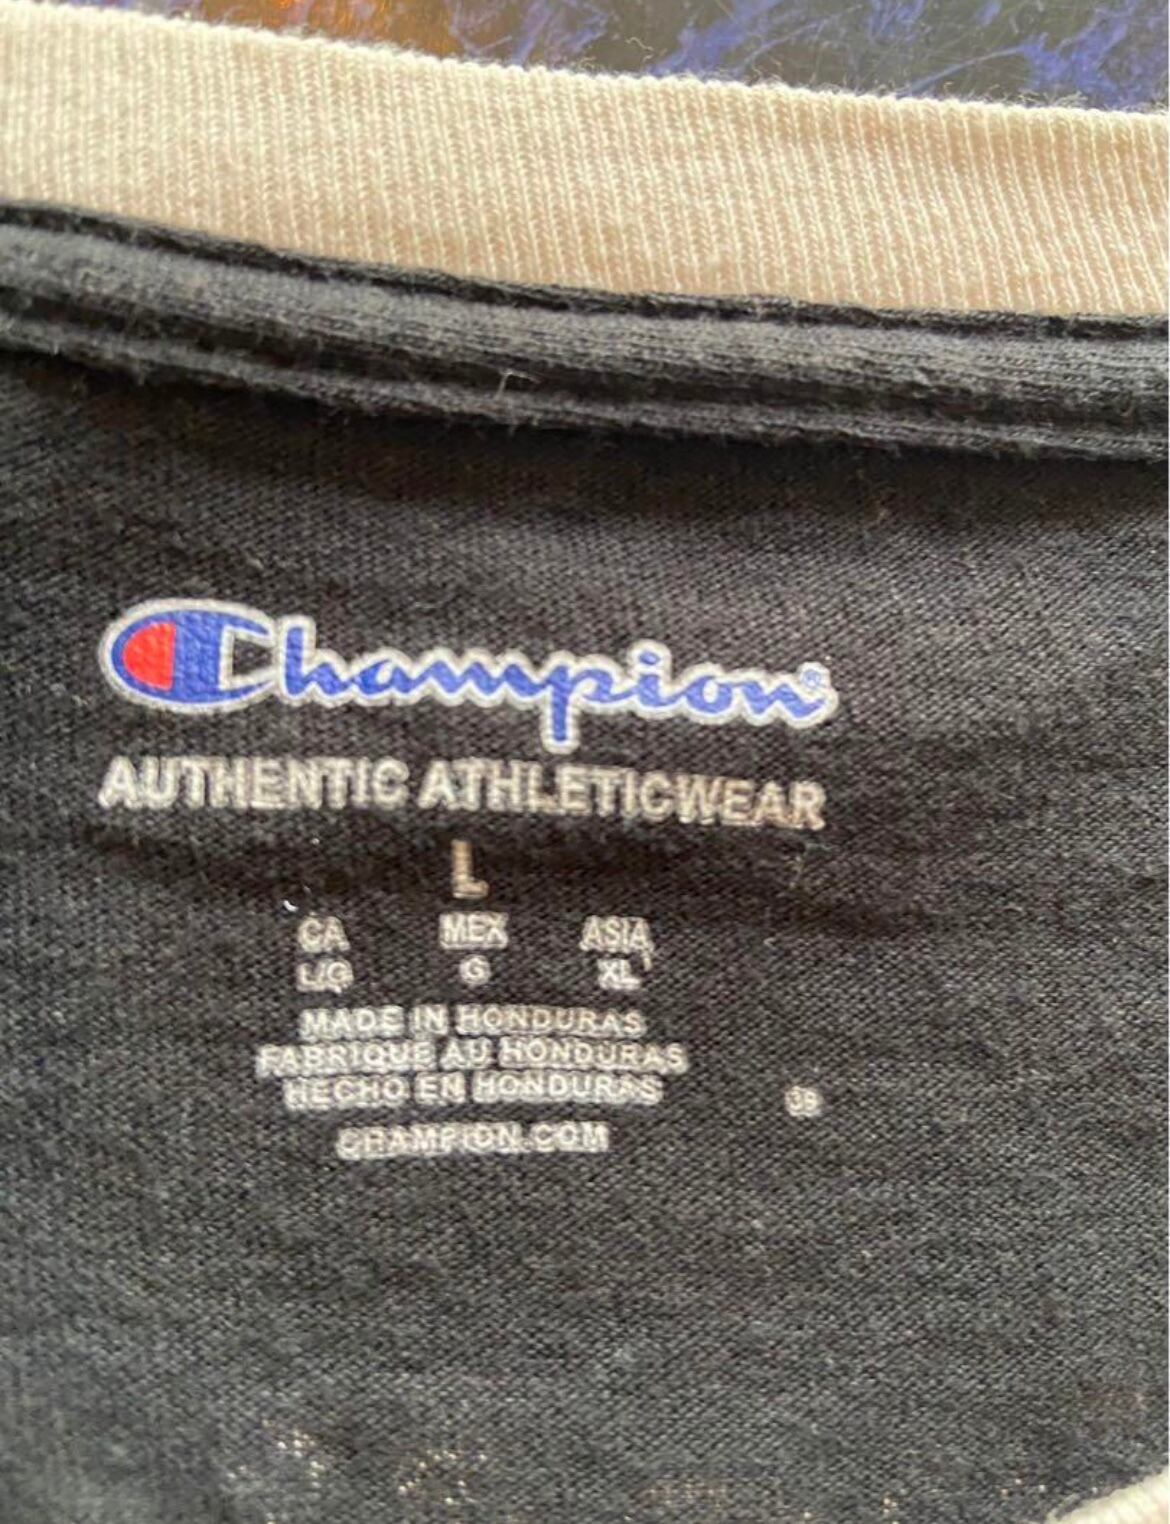 Champion®
AUTHENTIC ATHLETICWEAR
L
CA MEX ASIA
L/G G XL
MADE IN HONDURAS
FABRIQUE AU HONDURAS
HECHO EN HONDURAS
CHAMPION.COM